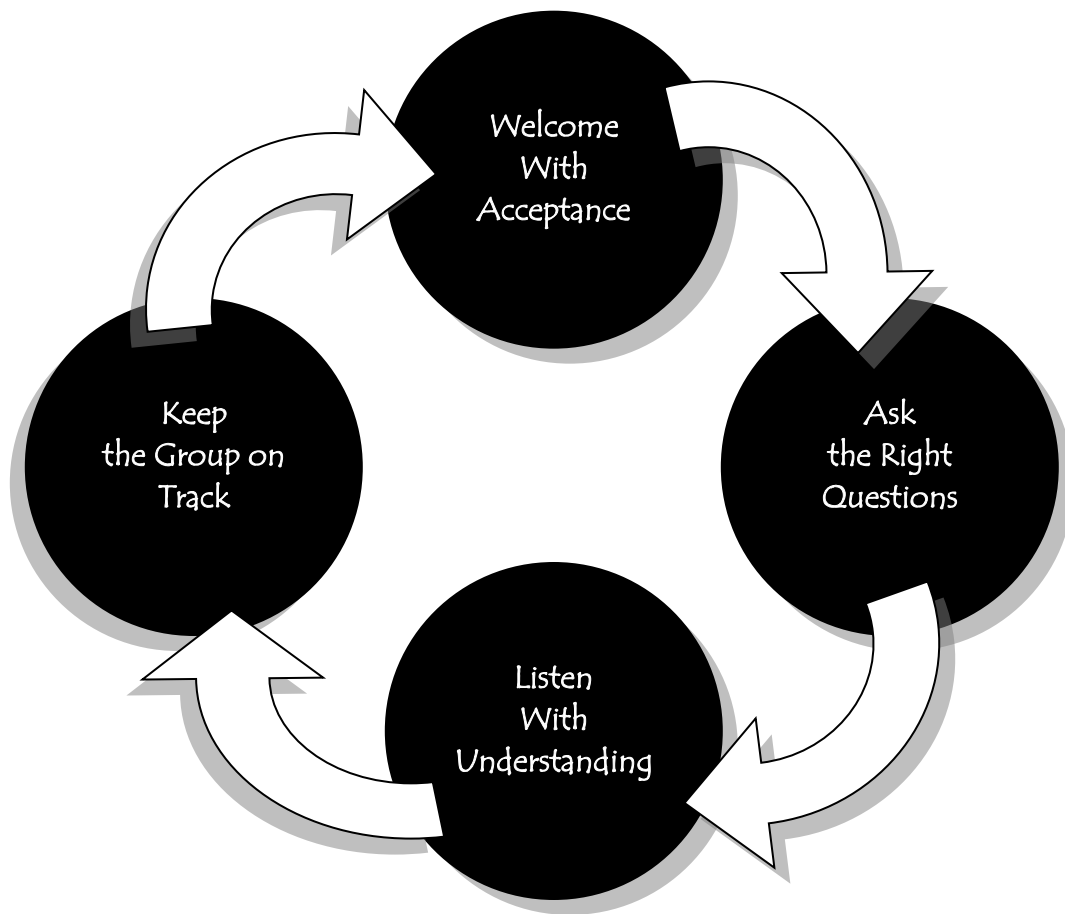 Welcome
With
Acceptance
Ask
the Right
Questions
Listen
With
Understanding
Keep
the Group on
Track